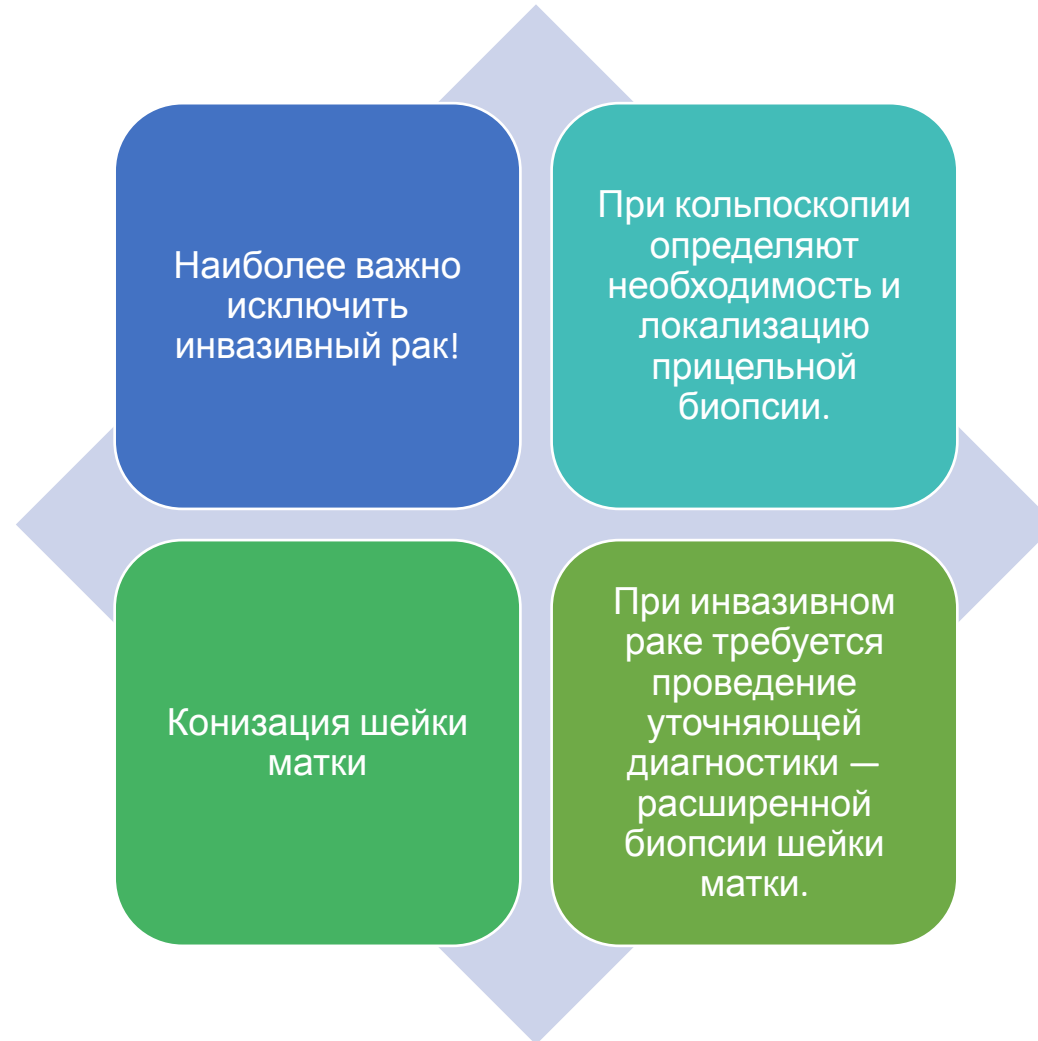 Наиболее важно
исключить
инвазивный рак!
При кольпоскопии
определяют
необходимость и
локализацию
прицельной
биопсии.
Конизация шейки
матки
При инвазивном
раке требуется
проведение
уточняющей
диагностики —
расширенной
биопсии шейки
матки.